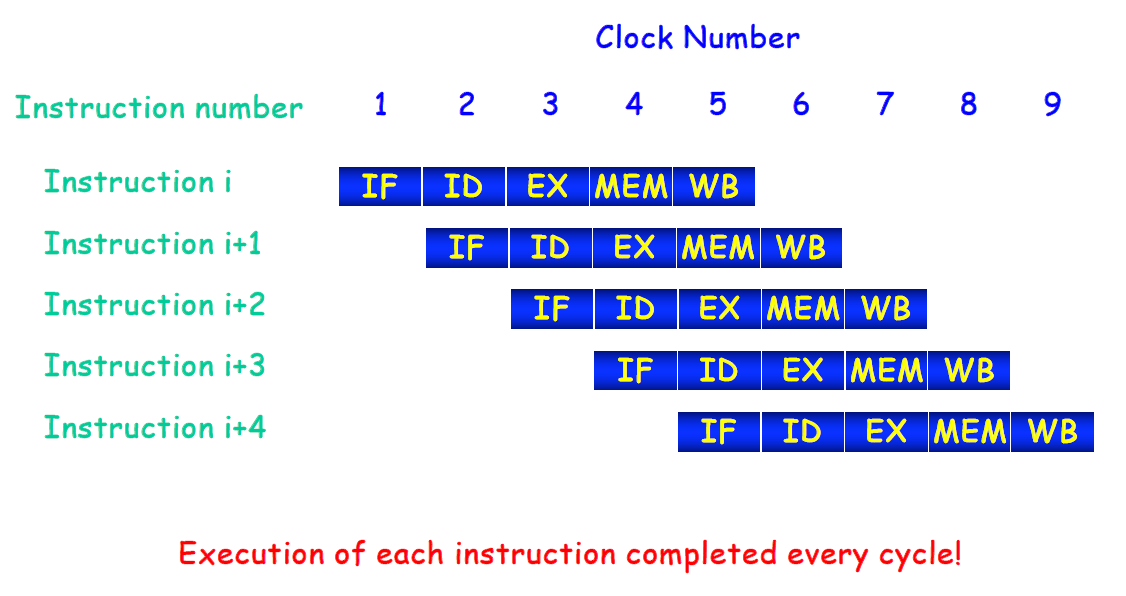 Clock Number
Instruction number 1 2 3 4 5 6 7 8 9
Instruction i IF ID EX MEM WB
Instruction i+1 IF ID EX MEM WB
Instruction i+2 IF ID EX MEM WB
Instruction i+3 IF ID EX MEM WB
Instruction i+4 IF ID EX MEM WB
Execution of each instruction completed every cycle!